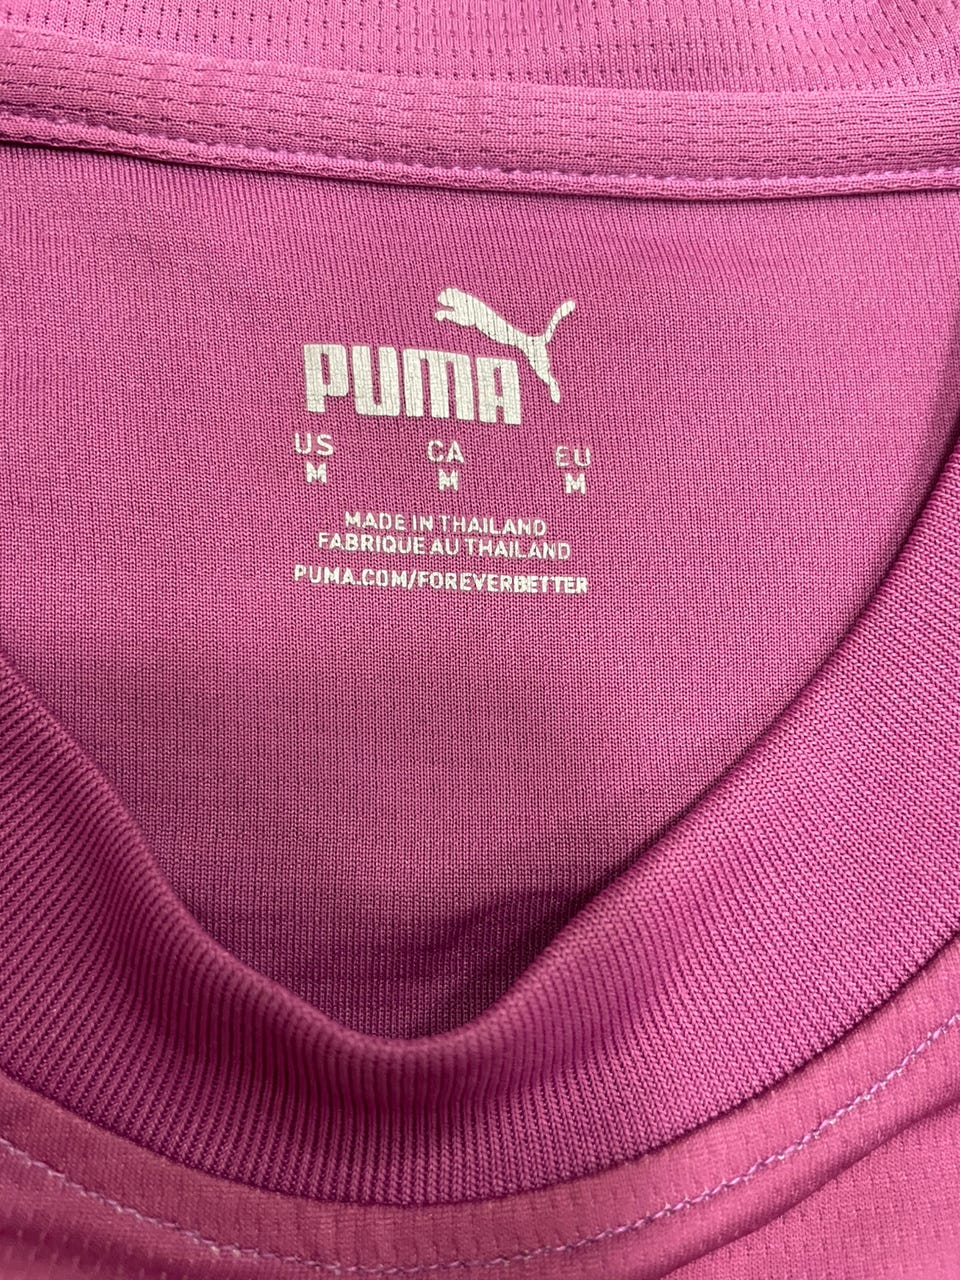 PUMA
US CA EU
M M M
MADE IN THAILAND
FABRIQUE AU THAILAND
PUMA.COM/FOREVERBETTER